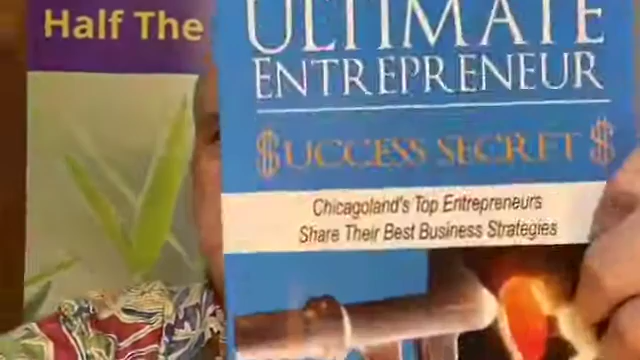 Half The
ULTIMATE
ENTREPRENEUR
$UCCESS SECRET$
Chicagoland's Top Entrepreneurs
Share Their Best Business Strategies